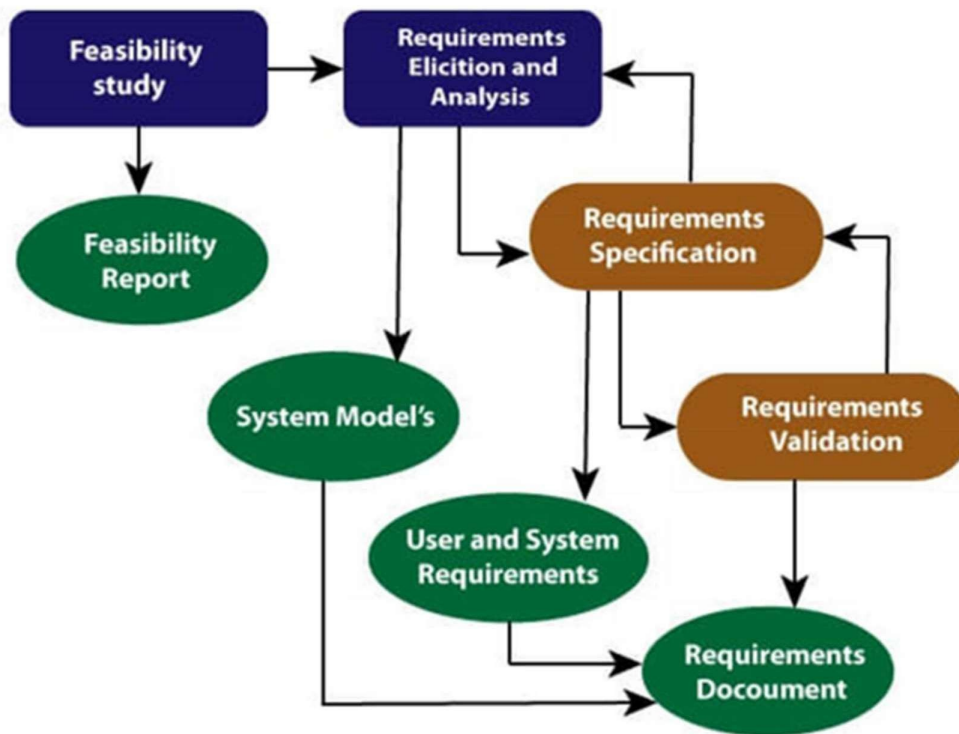 Feasibility
study
Requirements
Elicition and
Analysis
Feasibility
Report
Requirements
Specification
System Model's
Requirements
Validation
User and System
Requirements
Requirements
Docoument